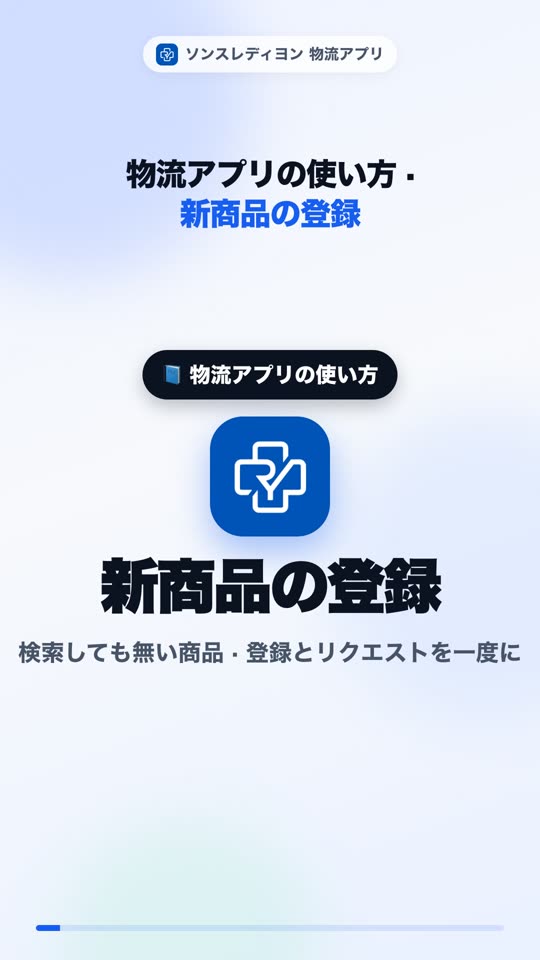 ソンスレディヨン 物流アプリ
物流アプリの使い方 ·
新商品の登録
物流アプリの使い方
RY
新商品の登録
検索しても無い商品 · 登録とリクエストを一度に